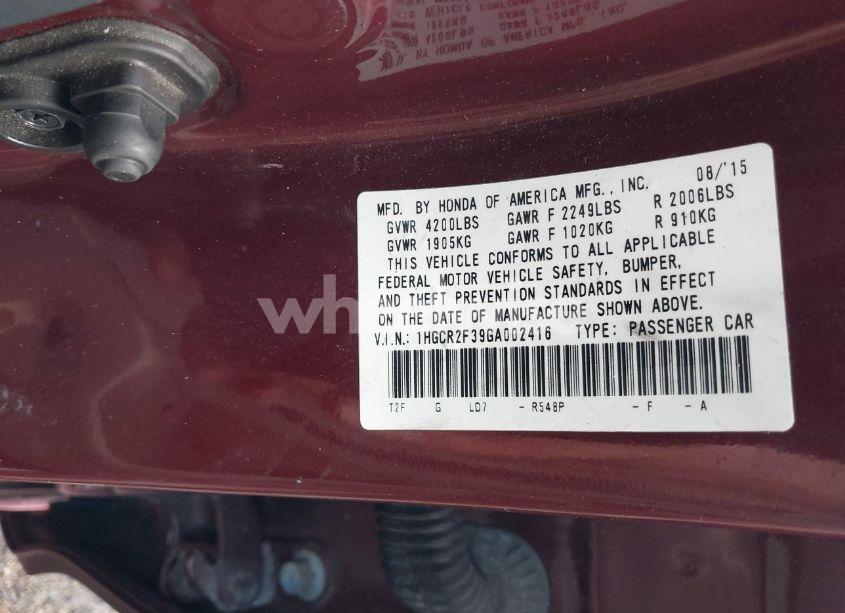 MFD. BY HONDA OF AMERICA MFG., INC. 08/'15
GVWR 4200LBS GAWR F 2249LBS R 2006LBS
GVWR 1905KG GAWR F 1020KG R 910KG
THIS VEHICLE CONFORMS TO ALL APPLICABLE
FEDERAL MOTOR VEHICLE SAFETY, BUMPER,
AND THEFT PREVENTION STANDARDS IN EFFECT
ON THE DATE OF MANUFACTURE SHOWN ABOVE.
V.I.N.: 1HGCR2F39GA002416 TYPE: PASSENGER CAR
T2F G LD7 - R548P - F - A